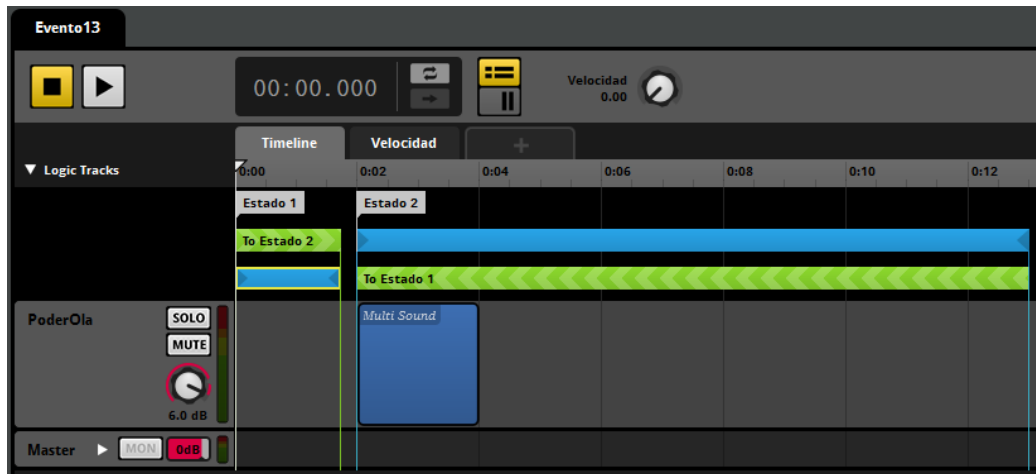 Evento13
00:00.000
Velocidad
0.00
Timeline
Velocidad
+
Logic Tracks
0:00
0:02
0:04
0:06
0:08
0:10
0:12
Estado 1
Estado 2
To Estado 2
To Estado 1
PoderOla
SOLO
MUTE
6.0 dB
Multi Sound
Master
MON
0dB